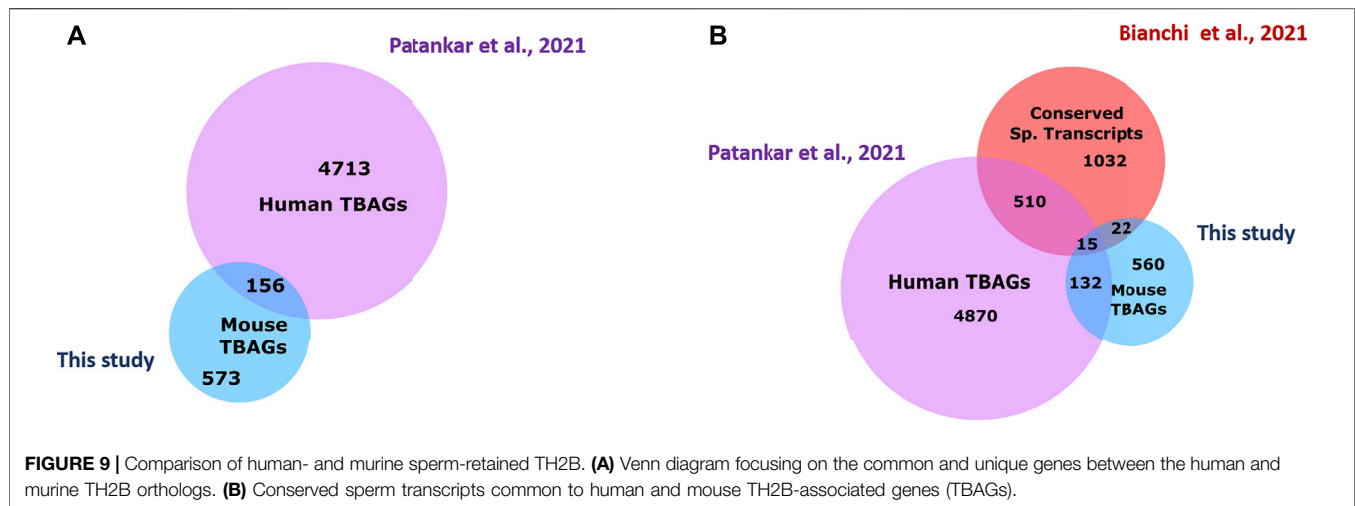 A
Patankar et al., 2021
4713
Human TBAGs
156
Mouse
TBAGs
This study
573
B
Bianchi et al., 2021
Conserved
Sp. Transcripts
1032
Patankar et al., 2021
510
22
This study
15
560
Human TBAGs
132
Mouse
TBAGs
4870
FIGURE 9 | Comparison of human- and murine sperm-retained TH2B. (A) Venn diagram focusing on the common and unique genes between the human and
murine TH2B orthologs. (B) Conserved sperm transcripts common to human and mouse TH2B-associated genes (TBAGs).